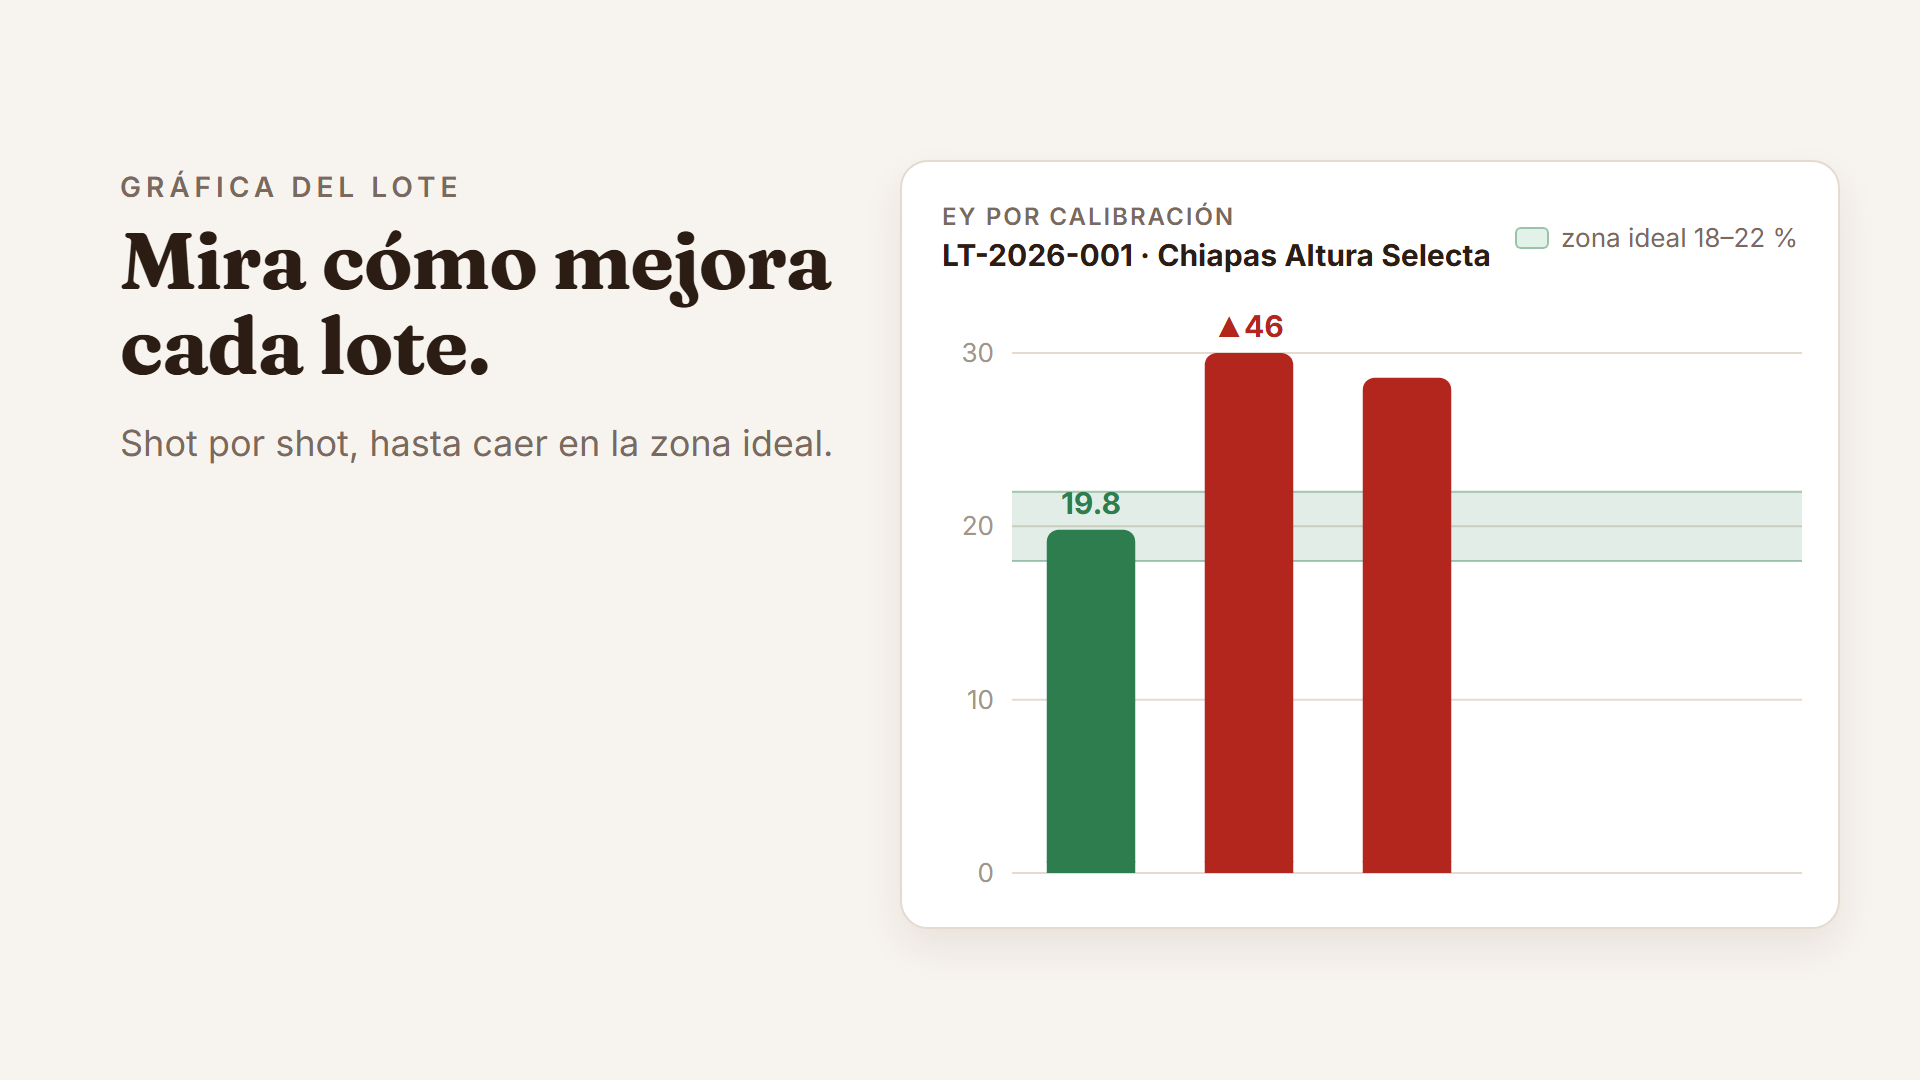 GRÁFICA DEL LOTE
Mira cómo mejora
cada lote.
Shot por shot, hasta caer en la zona ideal.
EY POR CALIBRACIÓN
LT-2026-001 · Chiapas Altura Selecta
zona ideal 18–22 %
▲46
30
19.8
20
10
0